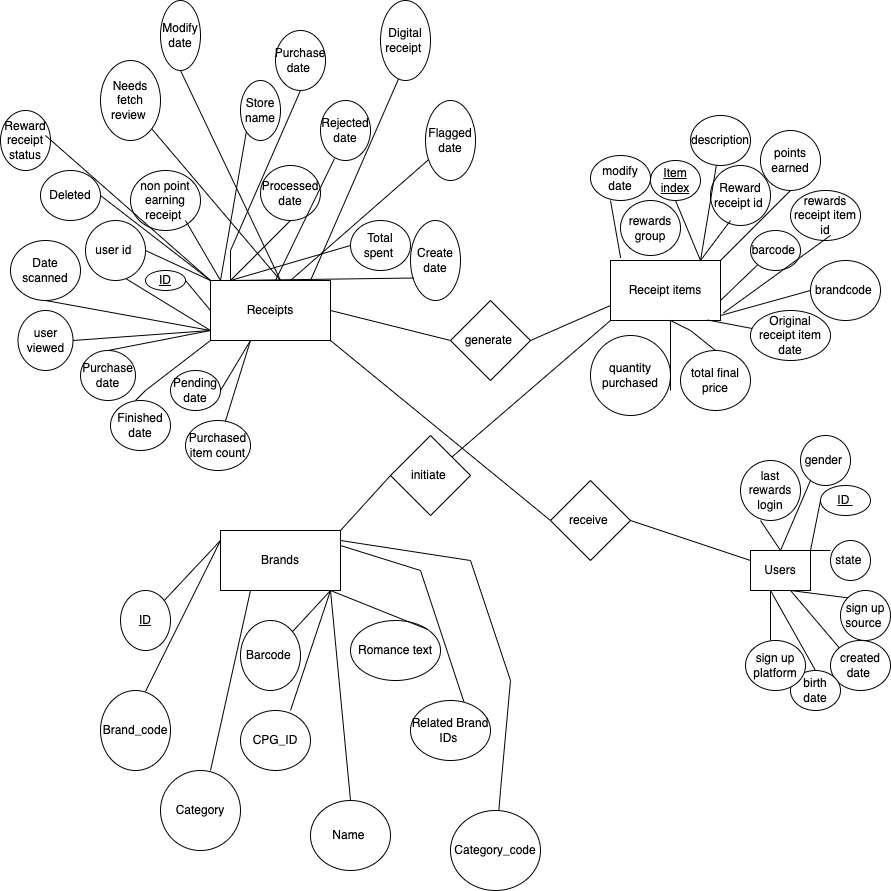 Modify
date
Digital
receipt
Purchase
date
Needs
fetch
review
Store
name
Rejected
date
Flagged
date
Reward
receipt
status
Deleted
non point
earning
receipt
Processed
date
user id
Total
spent
Create
date
Date
scanned
ID
Receipts
user
viewed
Purchase
date
Pending
date
Finished
date
Purchased
item count
generate
description
points
earned
modify
date
Item
index
Reward
receipt id
rewards
receipt item
id
rewards
group
barcode
Receipt items
brandcode
Original
receipt item
date
quantity
purchased
total final
price
initiate
receive
gender
last
rewards
login
ID
state
Users
sign up
source
sign up
platform
created
date
birth
date
Brands
ID
Barcode
Romance text
Brand_code
CPG_ID
Related Brand
IDs
Category
Name
Category_code